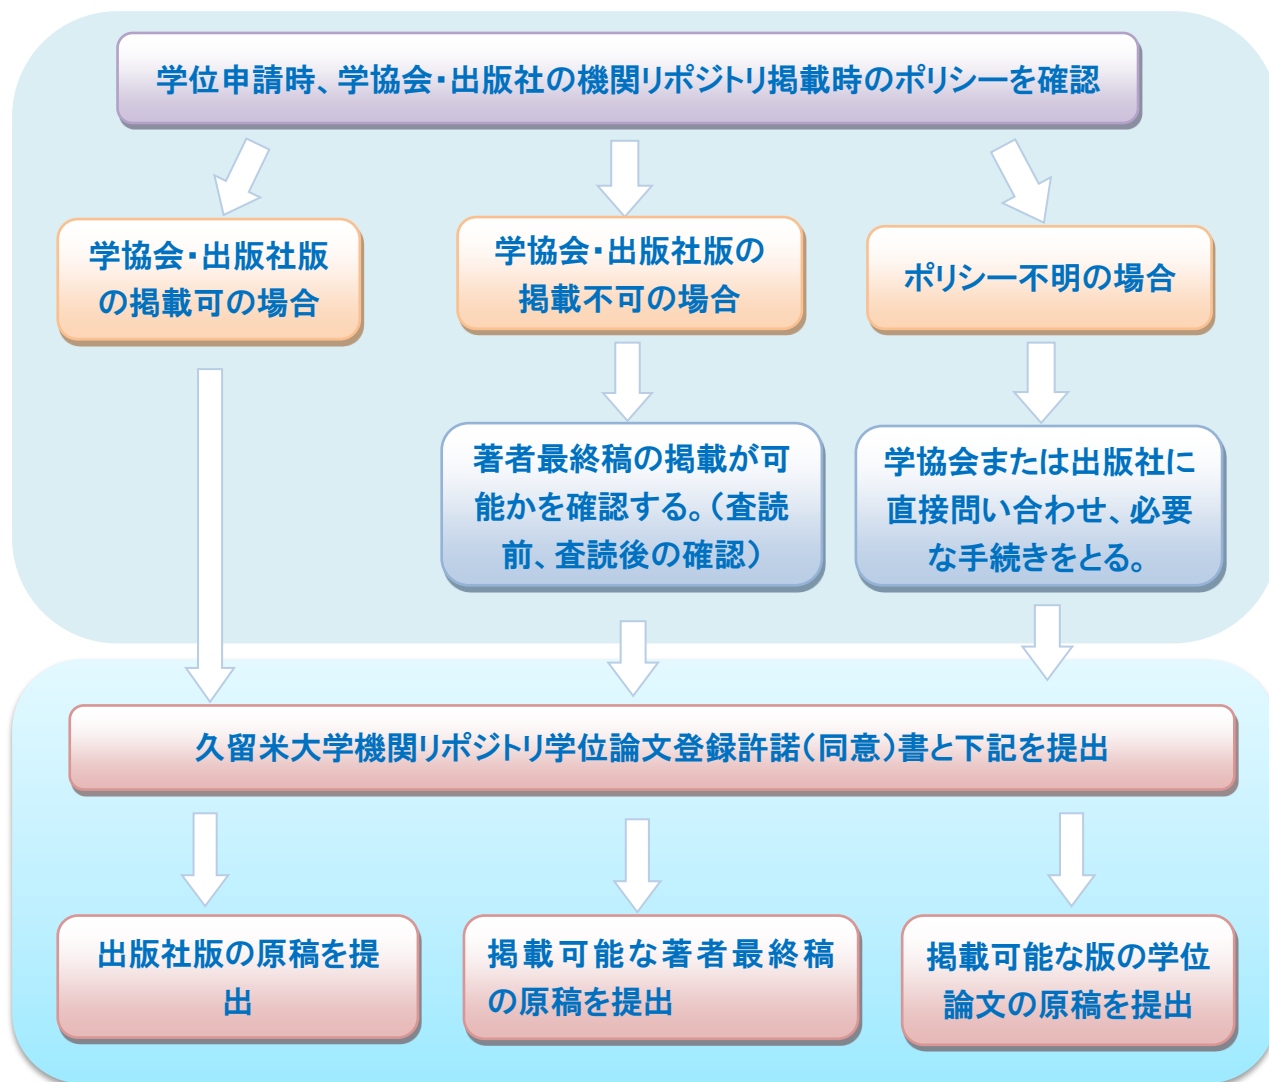 学位申請時、学協会・出版社の機関リポジトリ掲載時のポリシーを確認
学協会・出版社版
の掲載可の場合
学協会・出版社版の
掲載不可の場合
ポリシー不明の場合
著者最終稿の掲載が可
能かを確認する。（査読
前、査読後の確認）
学協会または出版社に
直接問い合わせ、必要
な手続きをとる。
久留米大学機関リポジトリ学位論文登録許諾（同意）書と下記を提出
出版社版の原稿を提
出
掲載可能な著者最終稿
の原稿を提出
掲載可能な版の学位
論文の原稿を提出